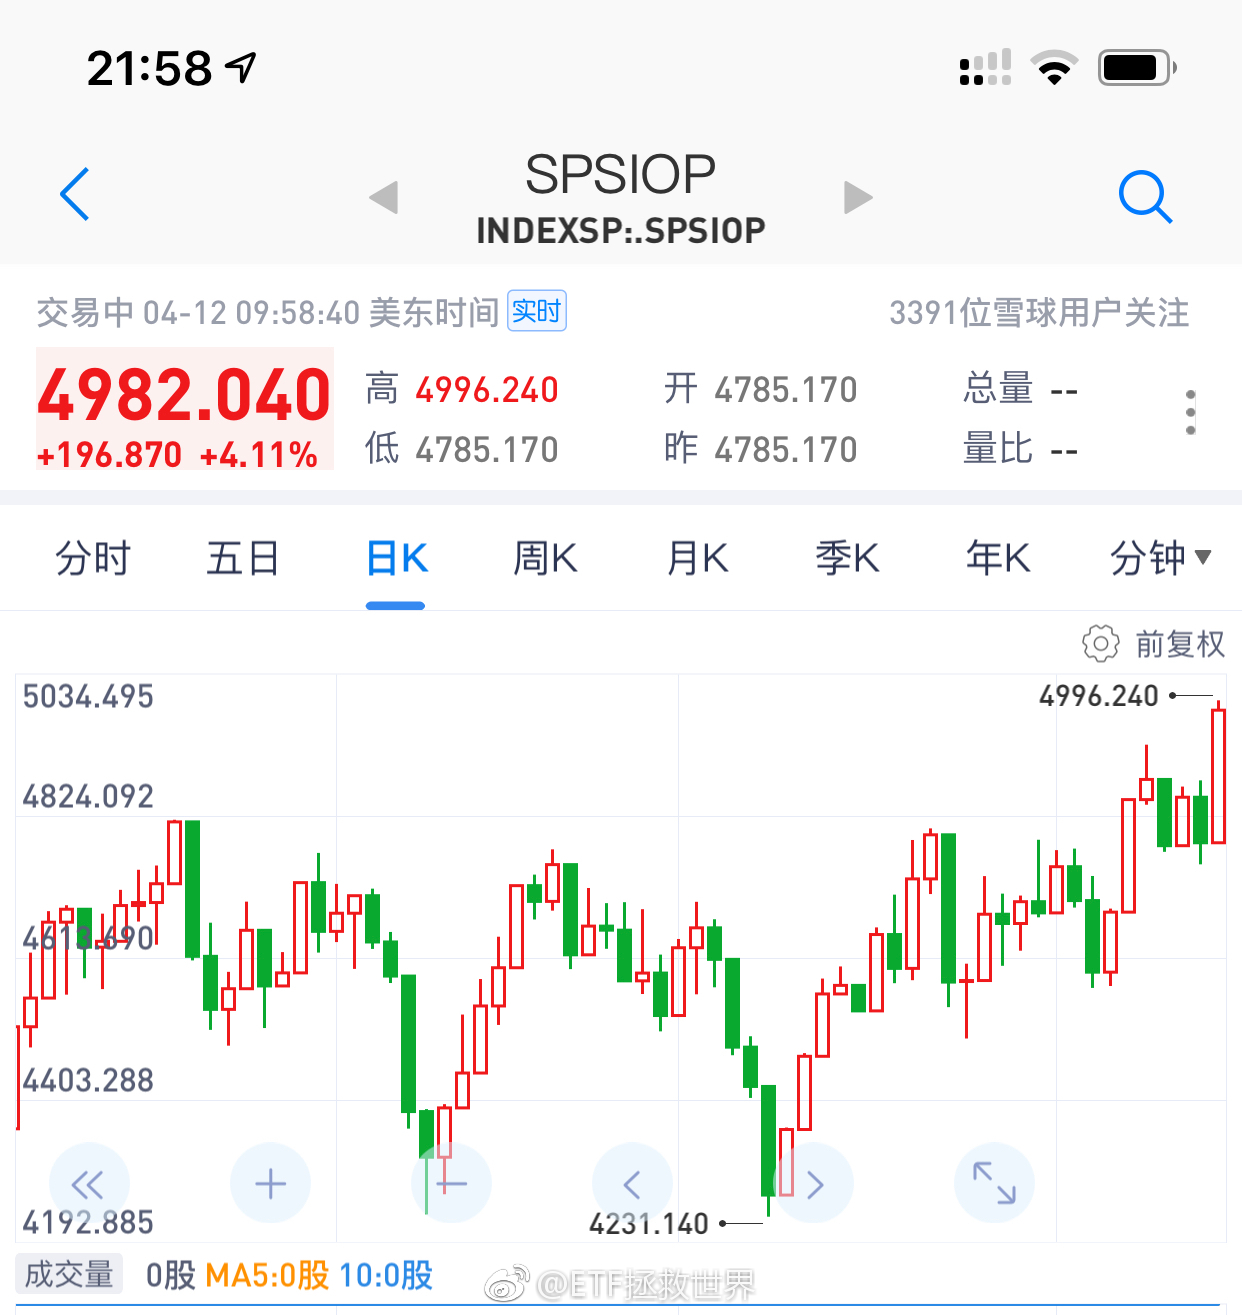 21:58
SPSIOP
INDEXSP:.SPSIOP
交易中 04-12 09:58:40 美东时间 实时 3391位雪球用户关注
4982.040 高 4996.240 开 4785.170 总量 --
+196.870 +4.11% 低 4785.170 昨 4785.170 量比 --
分时 五日 日K 周K 月K 季K 年K 分钟▼
前复权
5034.495 4996.240
4824.092
4613.690
4403.288
4192.885 4231.140
成交量 0股 MA5:0股 10:0股
@ETF拯救世界